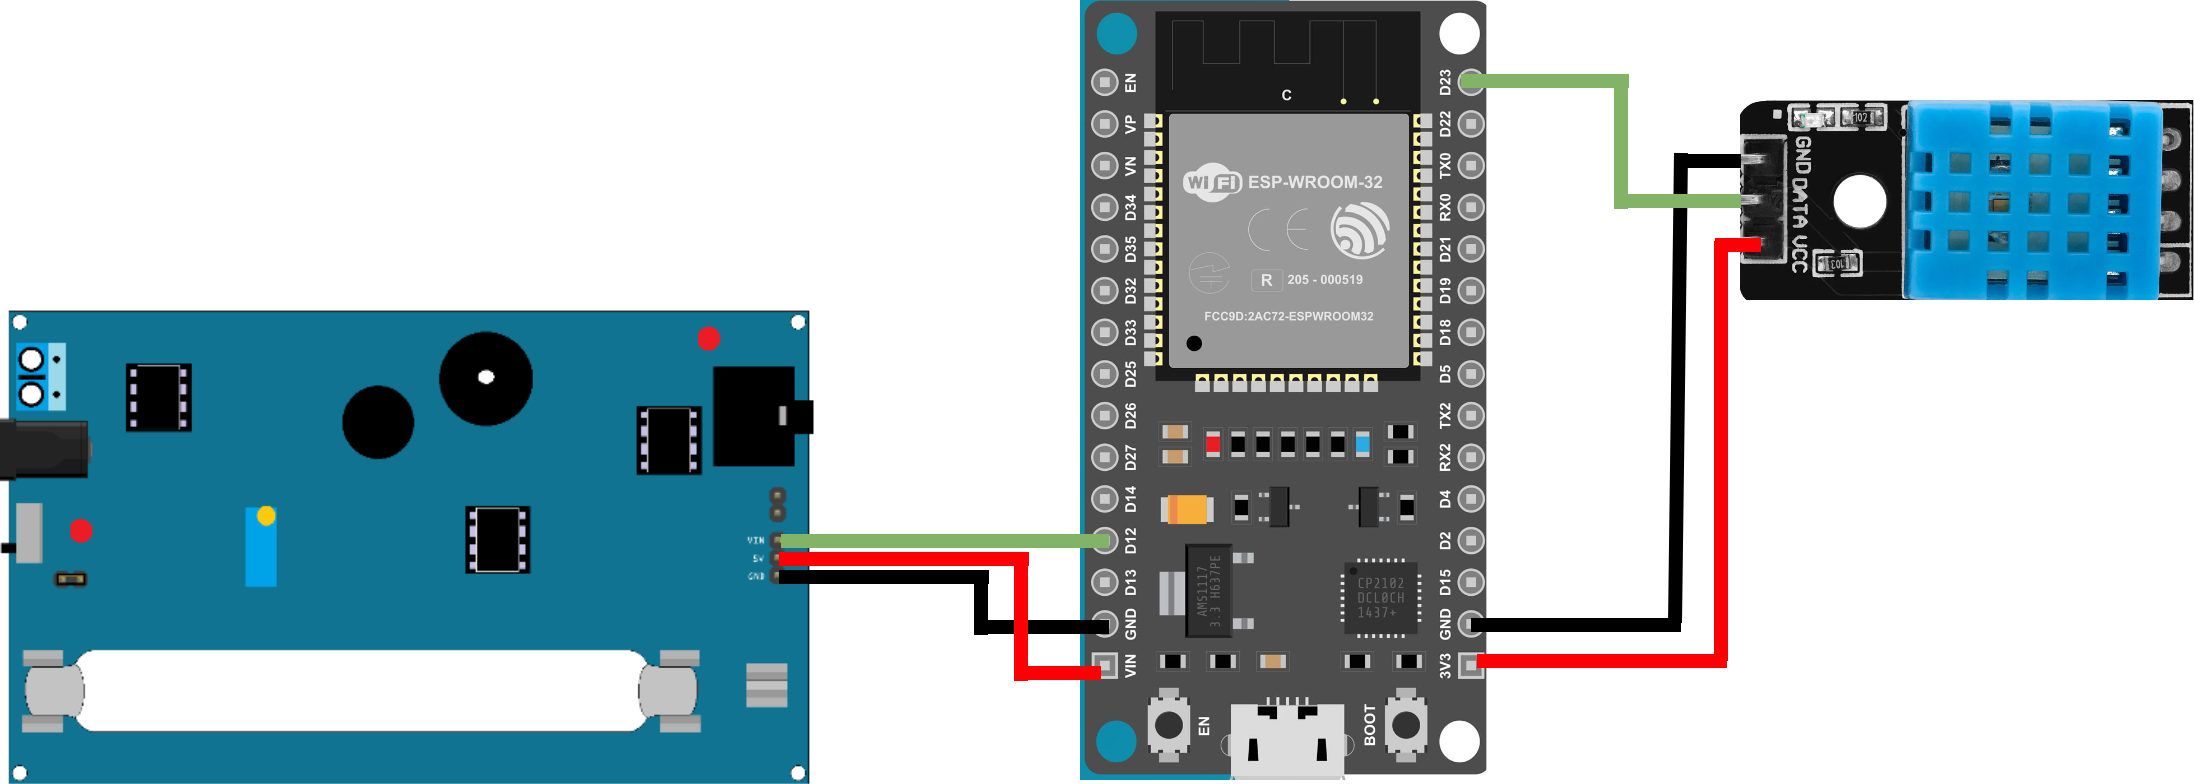 VIN
5V
GND
EN
VP
VN
D34
D35
D32
D33
D25
D26
D27
D14
D12
D13
GND
VIN
C
Wi Fi ESP-WROOM-32
CE
R 205 - 000519
FCC9D:2AC72-ESPWROOM32
AMS1117
3.3 H637PE
CP2102
DCL0CH
1437+
EN
BOOT
D23
D22
TX0
RX0
D21
D19
D18
D5
TX2
RX2
D4
D2
D15
GND
3V3
102
GND
DATA
VCC
103